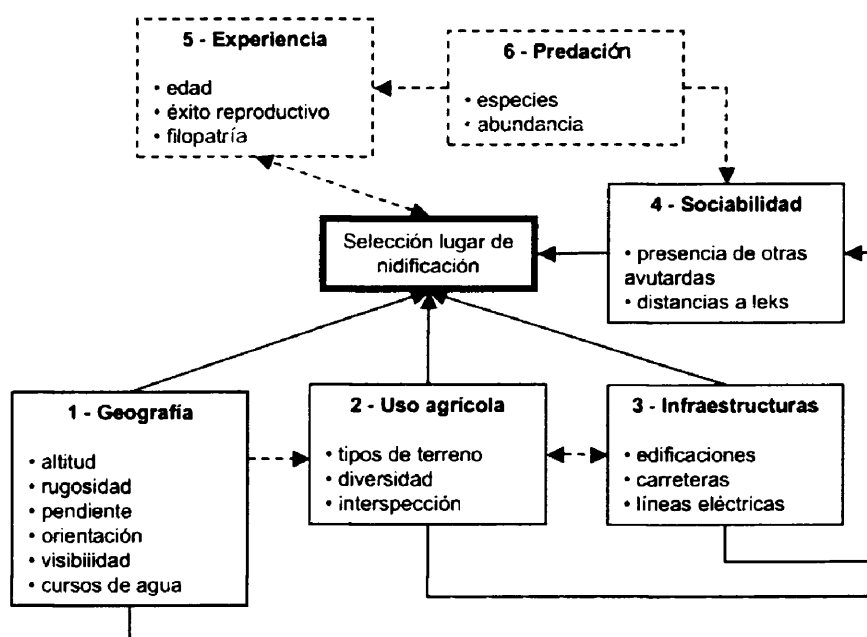 5 - Experiencia
• edad
• éxito reproductivo
• filopatría
6 - Predación
• especies
• abundancia
4 - Sociabilidad
• presencia de otras
avutardas
• distancias a leks
Selección lugar de
nidificación
1 - Geografía
• altitud
• rugosidad
• pendiente
• orientación
• visibilidad
• cursos de agua
2 - Uso agrícola
• tipos de terreno
• diversidad
• interspección
3 - Infraestructuras
• edificaciones
• carreteras
• líneas eléctricas